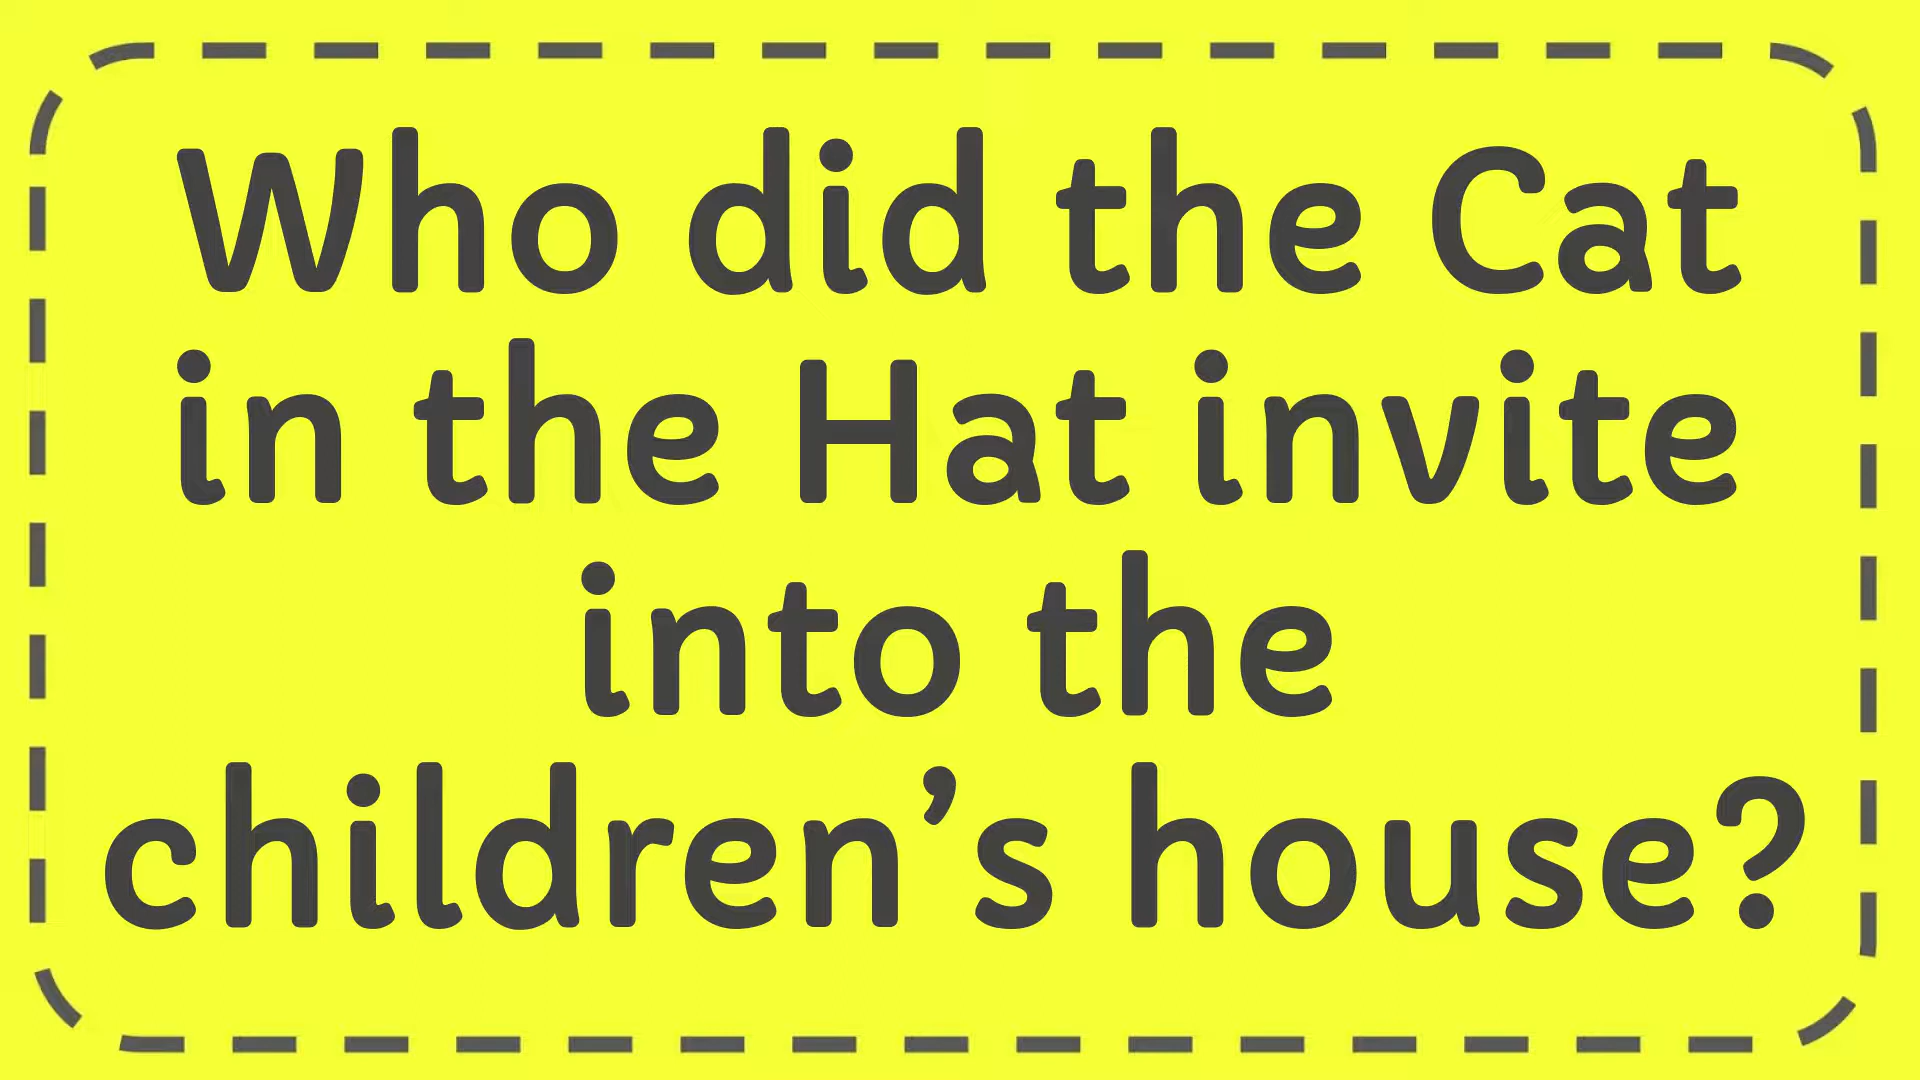 Who did the Cat
in the Hat invite
into the
children’s house?